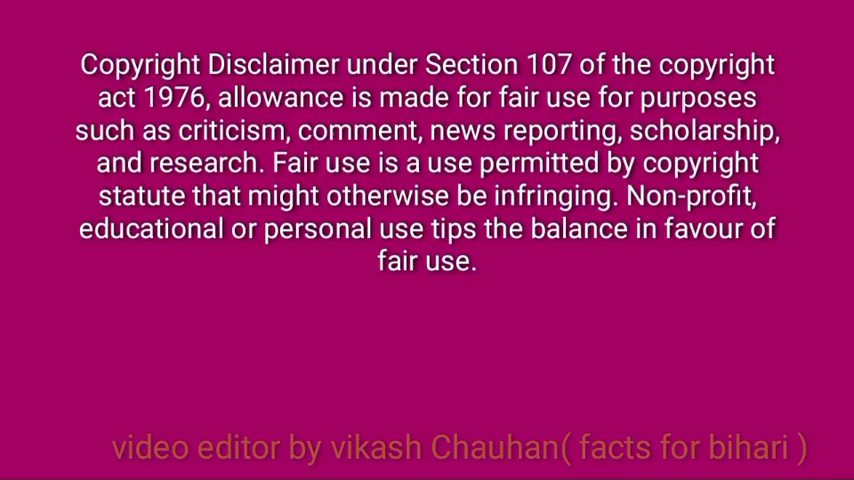 Copyright Disclaimer under Section 107 of the copyright
act 1976, allowance is made for fair use for purposes
such as criticism, comment, news reporting, scholarship,
and research. Fair use is a use permitted by copyright
statute that might otherwise be infringing. Non-profit,
educational or personal use tips the balance in favour of
fair use.
video editor by vikash Chauhan( facts for bihari )